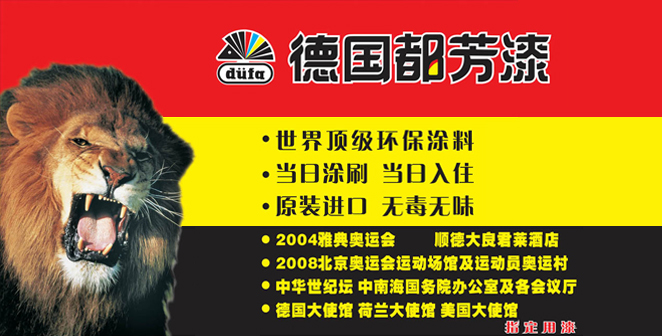 düfa 德国都芳漆
•世界顶级环保涂料
•当日涂刷 当日入住
•原装进口 无毒无味
•2004雅典奥运会 顺德大良君莱酒店
•2008北京奥运会运动场馆及运动员奥运村
•中华世纪坛 中南海国务院办公室及各会议厅
•德国大使馆 荷兰大使馆 美国大使馆
指定用漆